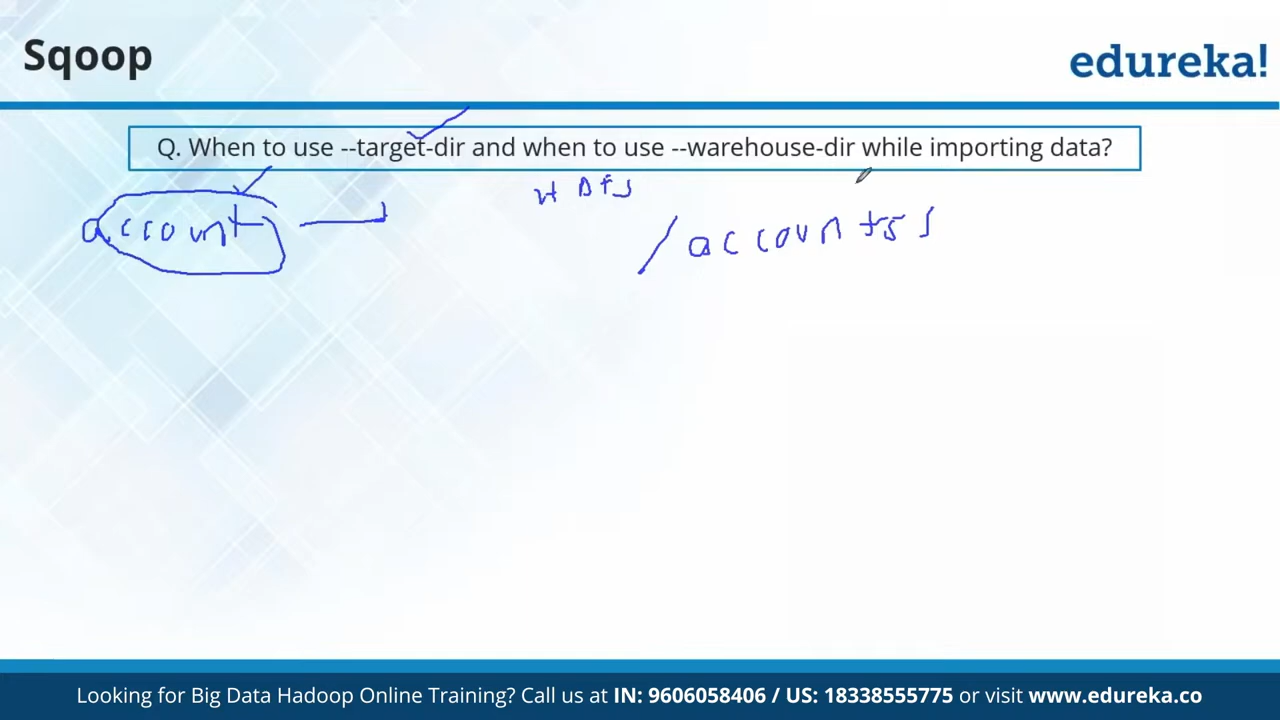 Sqoop
edureka!
Q. When to use --target-dir and when to use --warehouse-dir while importing data?
HDFS
account
/accounts
Looking for Big Data Hadoop Online Training? Call us at IN: 9606058406 / US: 18338555775 or visit www.edureka.co